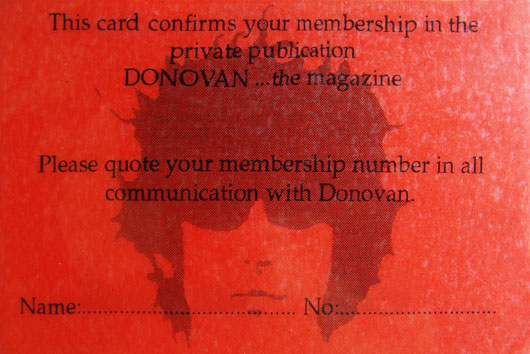 This card confirms your membership in the
private publication
DONOVAN ...the magazine
Please quote your membership number in all
communication with Donovan.
Name:....................................... No:............................